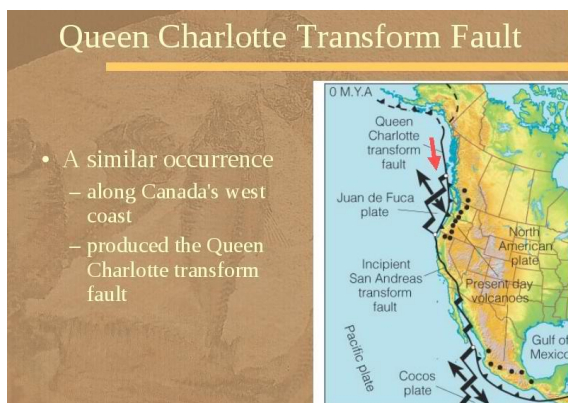 Queen Charlotte Transform Fault
• A similar occurrence
– along Canada's west
coast
– produced the Queen
Charlotte transform
fault
0 M.Y.A
Queen
Charlotte
transform
fault
Juan de Fuca
plate
North
American
plate
Incipient
San Andreas
transform
fault
Present day
volcanoes
Pacific plate
Gulf of
Mexico
Cocos
plate